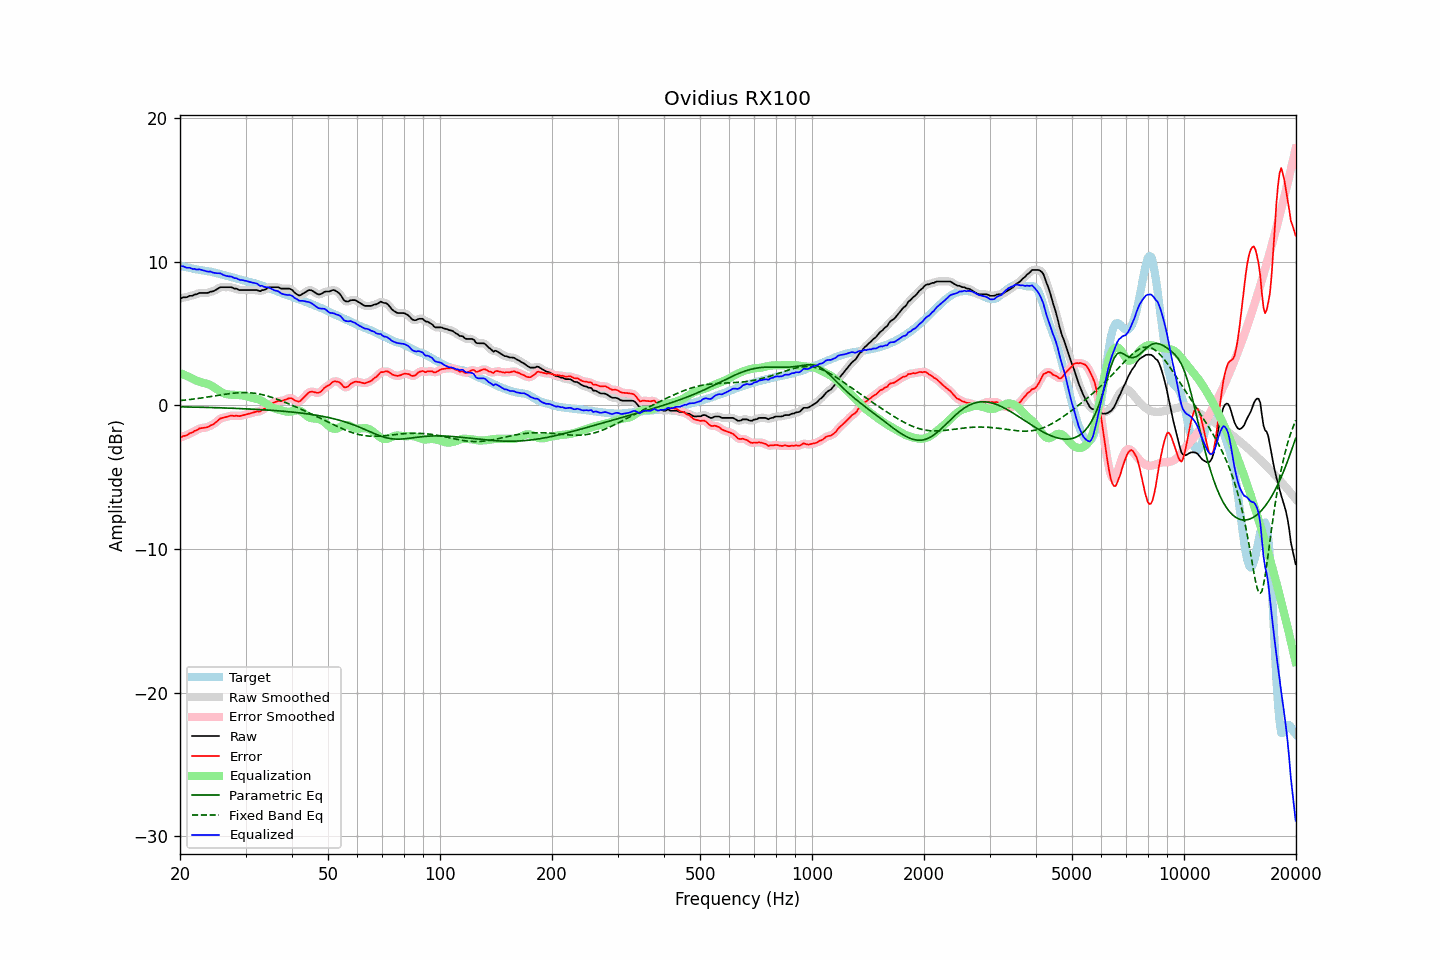 Ovidius RX100
20
10
0
−10
−20
−30
Amplitude (dBr)
Target
Raw Smoothed
Error Smoothed
Raw
Error
Equalization
Parametric Eq
Fixed Band Eq
Equalized
20 50 100 200 500 1000 2000 5000 10000 20000
Frequency (Hz)